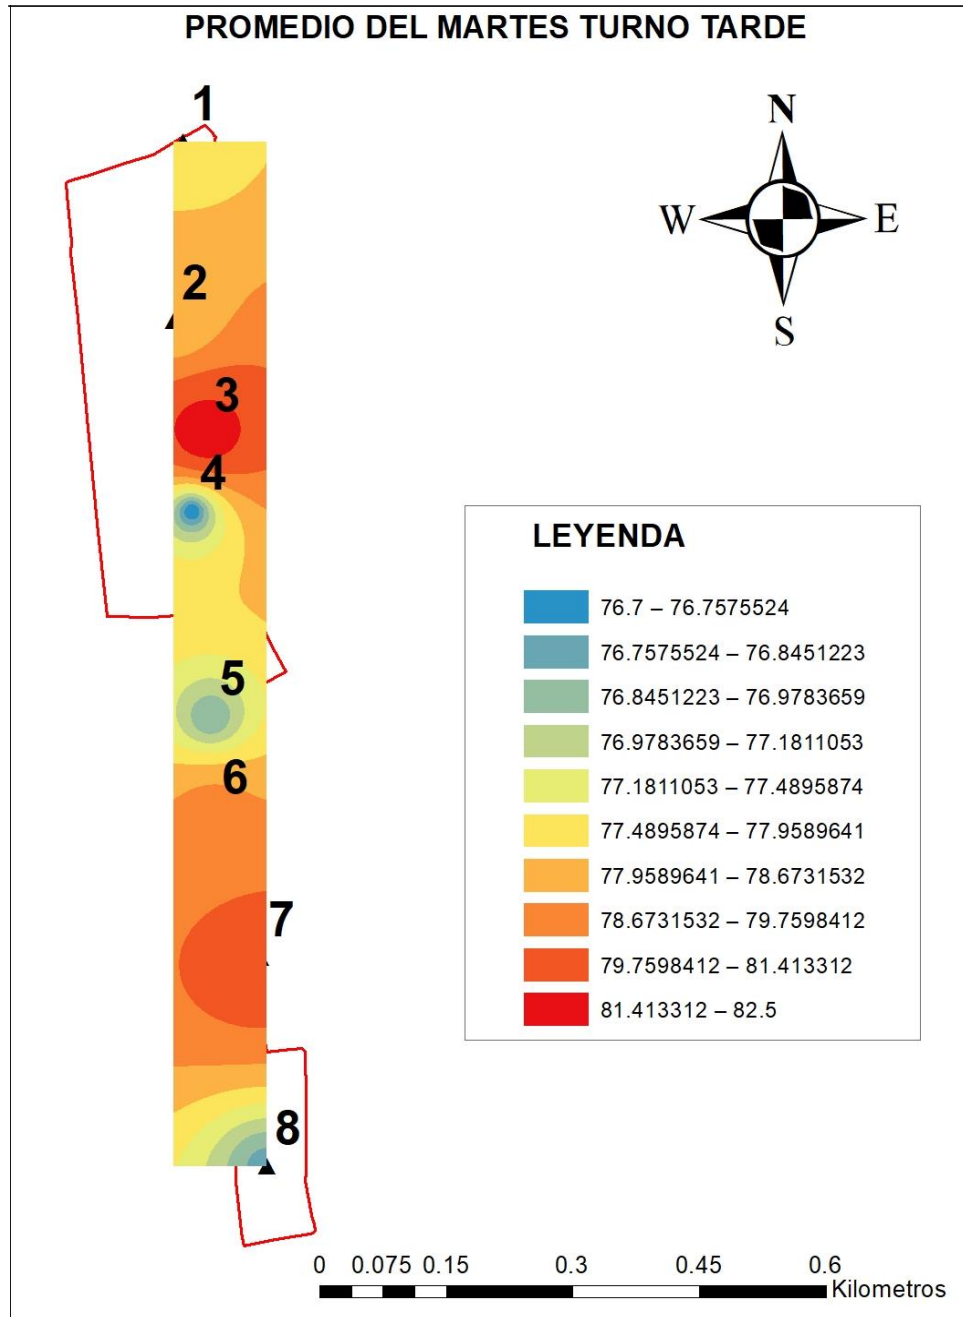 PROMEDIO DEL MARTES TURNO TARDE
1
N
W E
S
2
3
4
5
6
7
8
LEYENDA
76.7 – 76.7575524
76.7575524 – 76.8451223
76.8451223 – 76.9783659
76.9783659 – 77.1811053
77.1811053 – 77.4895874
77.4895874 – 77.9589641
77.9589641 – 78.6731532
78.6731532 – 79.7598412
79.7598412 – 81.413312
81.413312 – 82.5
0 0.075 0.15 0.3 0.45 0.6
Kilometros